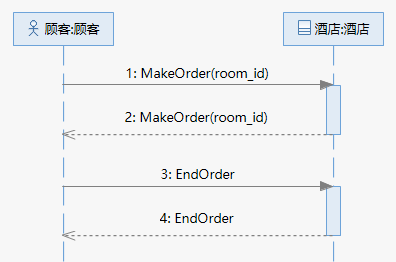 顾客:顾客
酒店:酒店
1: MakeOrder(room_id)
2: MakeOrder(room_id)
3: EndOrder
4: EndOrder